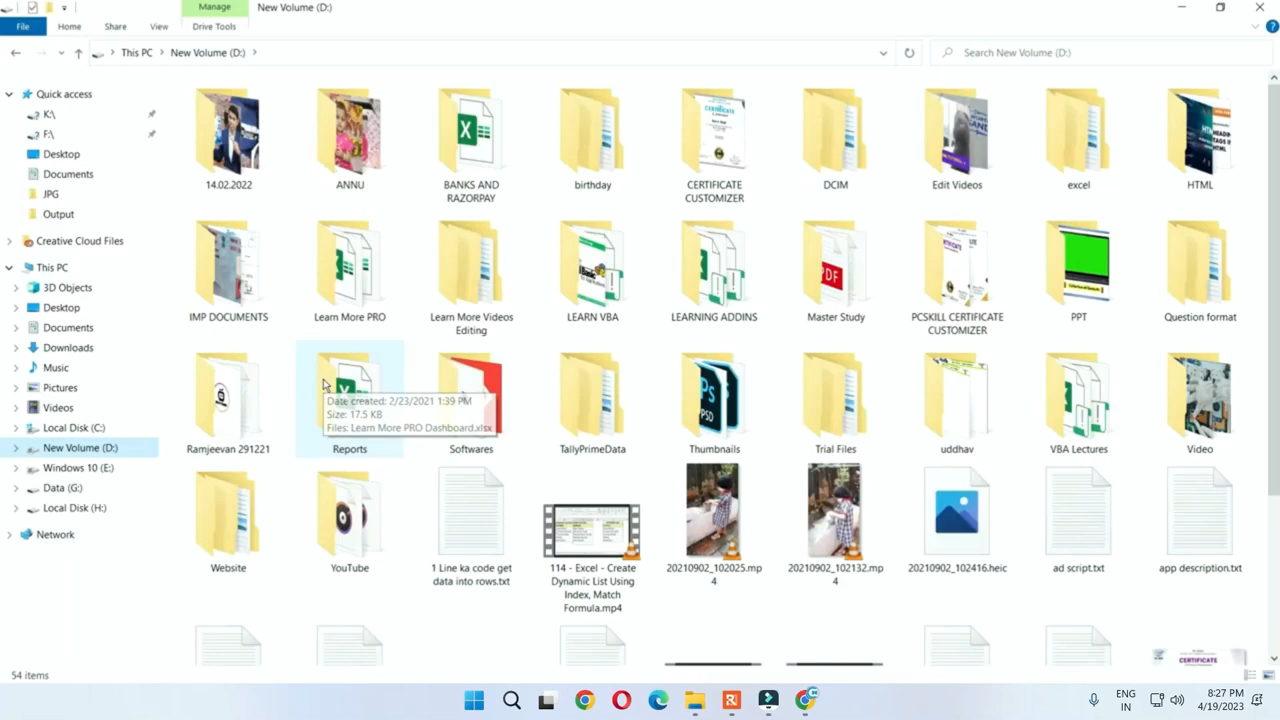 Manage
New Volume (D:)
File
Home
Share
View
Drive Tools
This PC
New Volume (D:)
Search New Volume (D:)
Quick access
K:\
F:\
Desktop
Documents
JPG
Output
Creative Cloud Files
This PC
3D Objects
Desktop
Documents
Downloads
Music
Pictures
Videos
Local Disk (C:)
New Volume (D:)
Windows 10 (E:)
Data (G:)
Local Disk (H:)
Network
14.02.2022
ANNU
BANKS AND
RAZORPAY
birthday
CERTIFICATE
CUSTOMIZER
DCIM
Edit Videos
excel
HTML
IMP DOCUMENTS
Learn More PRO
Learn More Videos
Editing
LEARN VBA
LEARNING ADDINS
Master Study
PCSKILL CERTIFICATE
CUSTOMIZER
PPT
Question format
Date created: 2/23/2021 1:39 PM
Size: 17.5 KB
Files: Learn More PRO Dashboard.xlsx
Ramjeevan 291221
Reports
Softwares
TallyPrimeData
Thumbnails
Trial Files
uddhav
VBA Lectures
Video
Website
YouTube
1 Line ka code get
data into rows.txt
114 - Excel - Create
Dynamic List Using
Index, Match
Formula.mp4
20210902_102025.mp
4
20210902_102132.mp
4
20210902_102416.heic
ad script.txt
app description.txt
CERTIFICATE
54 items
ENG
IN
8:27 PM
4/19/2023